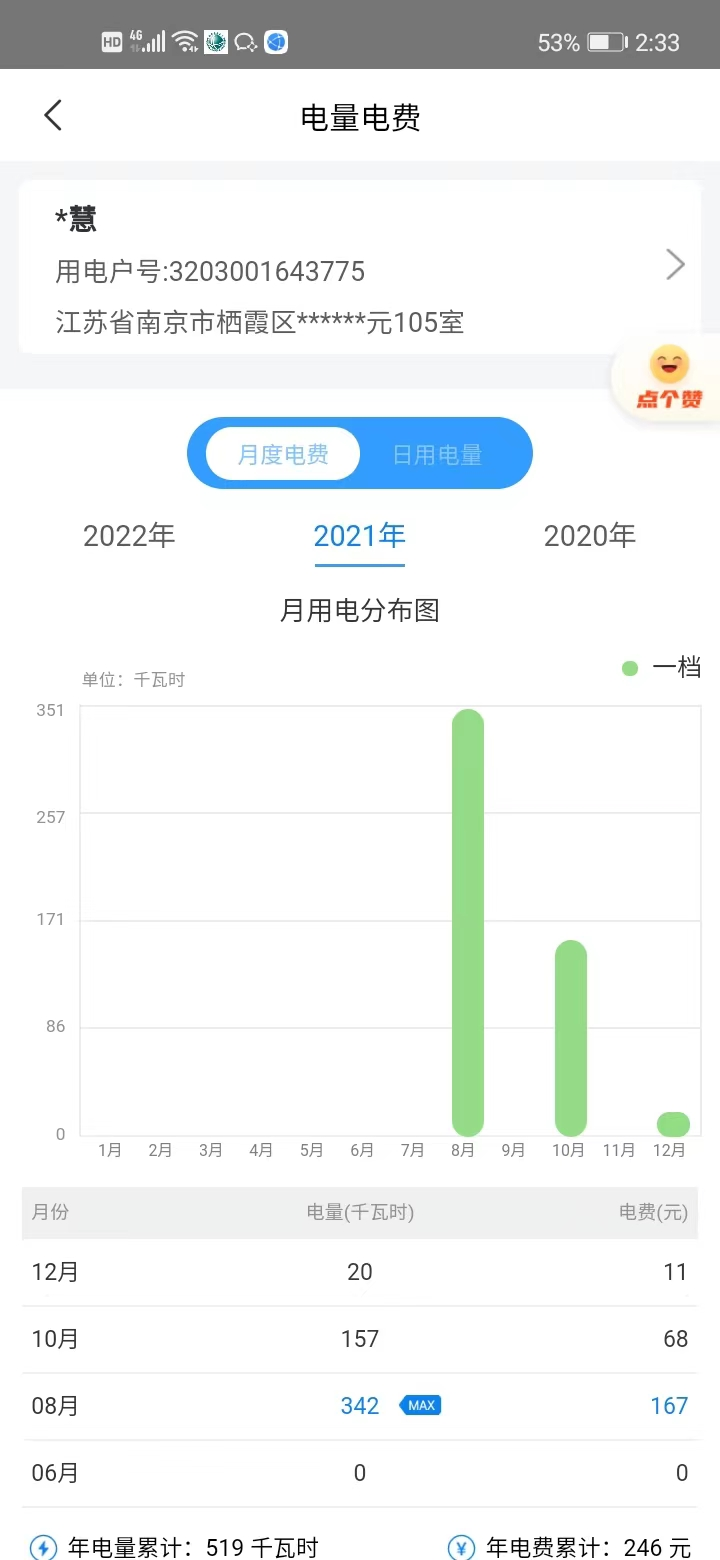 HD 4G 53% 2:33
电量电费
*慧
用电户号:3203001643775
江苏省南京市栖霞区******元105室
点个赞
月度电费 日用电量
2022年 2021年 2020年
月用电分布图
单位：千瓦时 一档
351
257
171
86
0
1月 2月 3月 4月 5月 6月 7月 8月 9月 10月 11月 12月
月份 电量(千瓦时) 电费(元)
12月 20 11
10月 157 68
08月 342 MAX 167
06月 0 0
年电量累计：519 千瓦时 ¥ 年电费累计：246 元